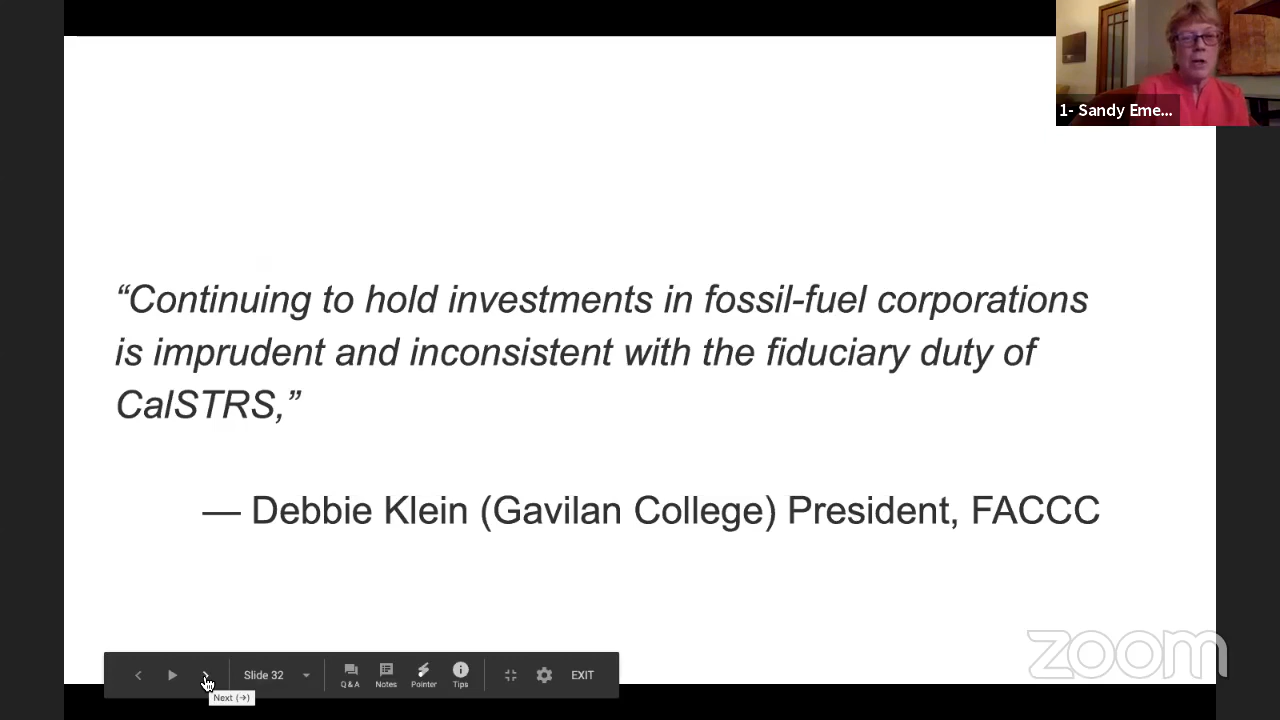 1- Sandy Eme...
“Continuing to hold investments in fossil-fuel corporations
is imprudent and inconsistent with the fiduciary duty of
CalSTRS,”
— Debbie Klein (Gavilan College) President, FACCC
zoom
Slide 32
Q & A
Notes
Pointer
Tips
EXIT
Next (→)